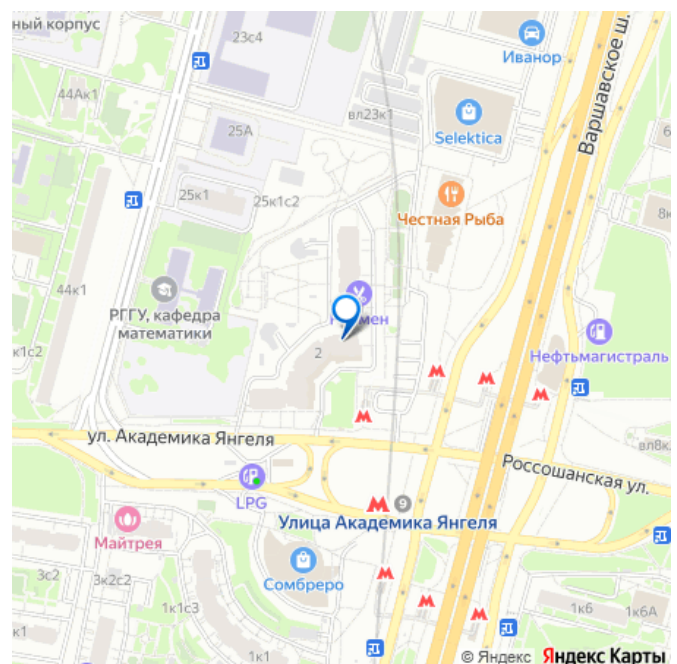 ный корпус
23с4
Иванор
Варшавское ш.
44Ак1
вл23к1
Selektica
25А
25к1
25к1с2
Честная Рыба
44к1
РГГУ, кафедра
математики
2
Нефтьмагистраль
к1с2
ул. Академика Янгеля
вл8к
Россошанская ул.
LPG
9
Улица Академика Янгеля
Майтрея
Сомбреро
3с2
3к2с2
1к1с3
1к6
1к6А
к1
1к1
© Яндекс Яндекс Карты